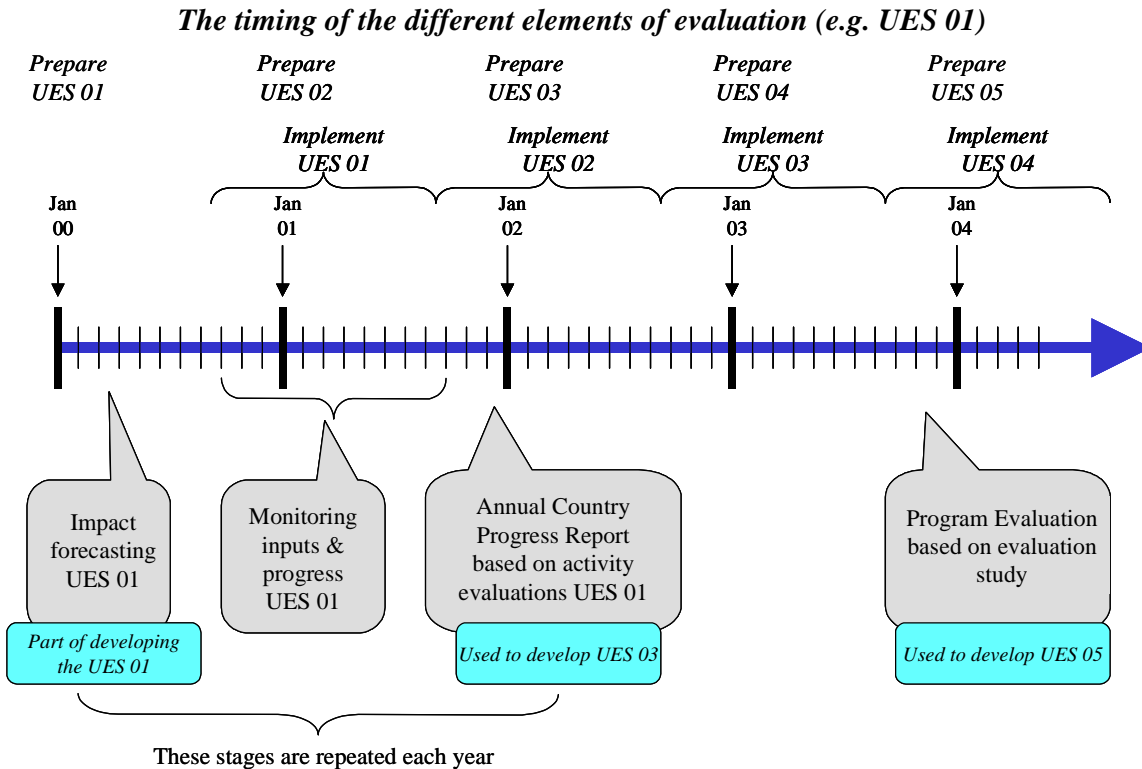 The timing of the different elements of evaluation (e.g. UES 01)
Prepare
UES 01
Prepare
UES 02
Prepare
UES 03
Prepare
UES 04
Prepare
UES 05
Implement
UES 01
Implement
UES 02
Implement
UES 03
Implement
UES 04
Jan
00
Jan
01
Jan
02
Jan
03
Jan
04
Impact
forecasting
UES 01
Part of developing
the UES 01
Monitoring
inputs &
progress
UES 01
Annual Country
Progress Report
based on activity
evaluations UES 01
Used to develop UES 03
Program Evaluation
based on evaluation
study
Used to develop UES 05
These stages are repeated each year